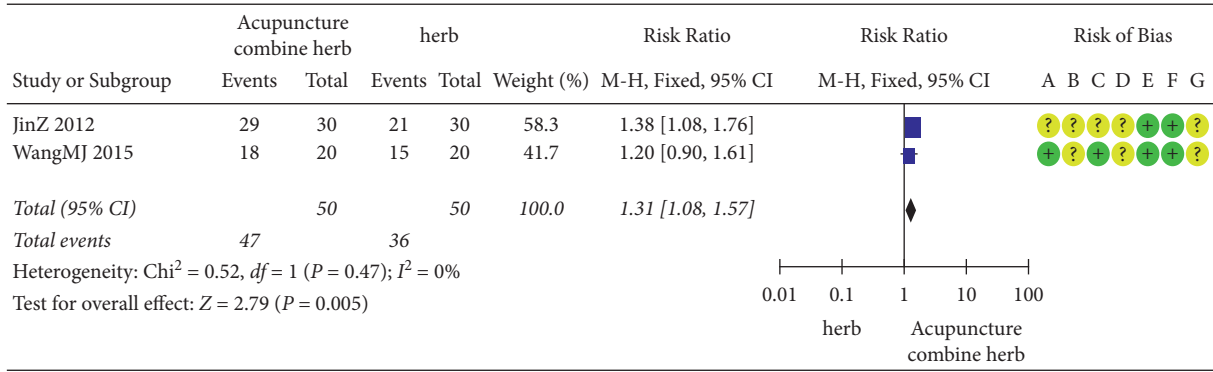 Acupuncture combine herb herb Risk Ratio Risk Ratio Risk of Bias
Study or Subgroup Events Total Events Total Weight (%) M-H, Fixed, 95% CI M-H, Fixed, 95% CI A B C D E F G
JinZ 2012 29 30 21 30 58.3 1.38 [1.08, 1.76] ? ? ? ? + + ?
WangMJ 2015 18 20 15 20 41.7 1.20 [0.90, 1.61] + ? + ? + + ?
Total (95% CI) 50 50 100.0 1.31 [1.08, 1.57]
Total events 47 36
Heterogeneity: Chi² = 0.52, df = 1 (P = 0.47); I² = 0%
Test for overall effect: Z = 2.79 (P = 0.005)
0.01 0.1 1 10 100
herb Acupuncture
combine herb